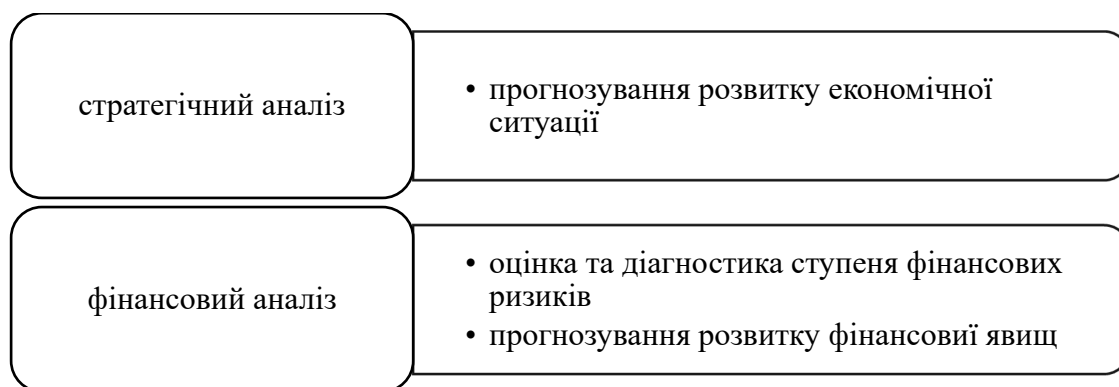 стратегічний аналіз
• прогнозування розвитку економічної
ситуації
фінансовий аналіз
• оцінка та діагностика ступеня фінансових
ризиків
• прогнозування розвитку фінансовиї явищ